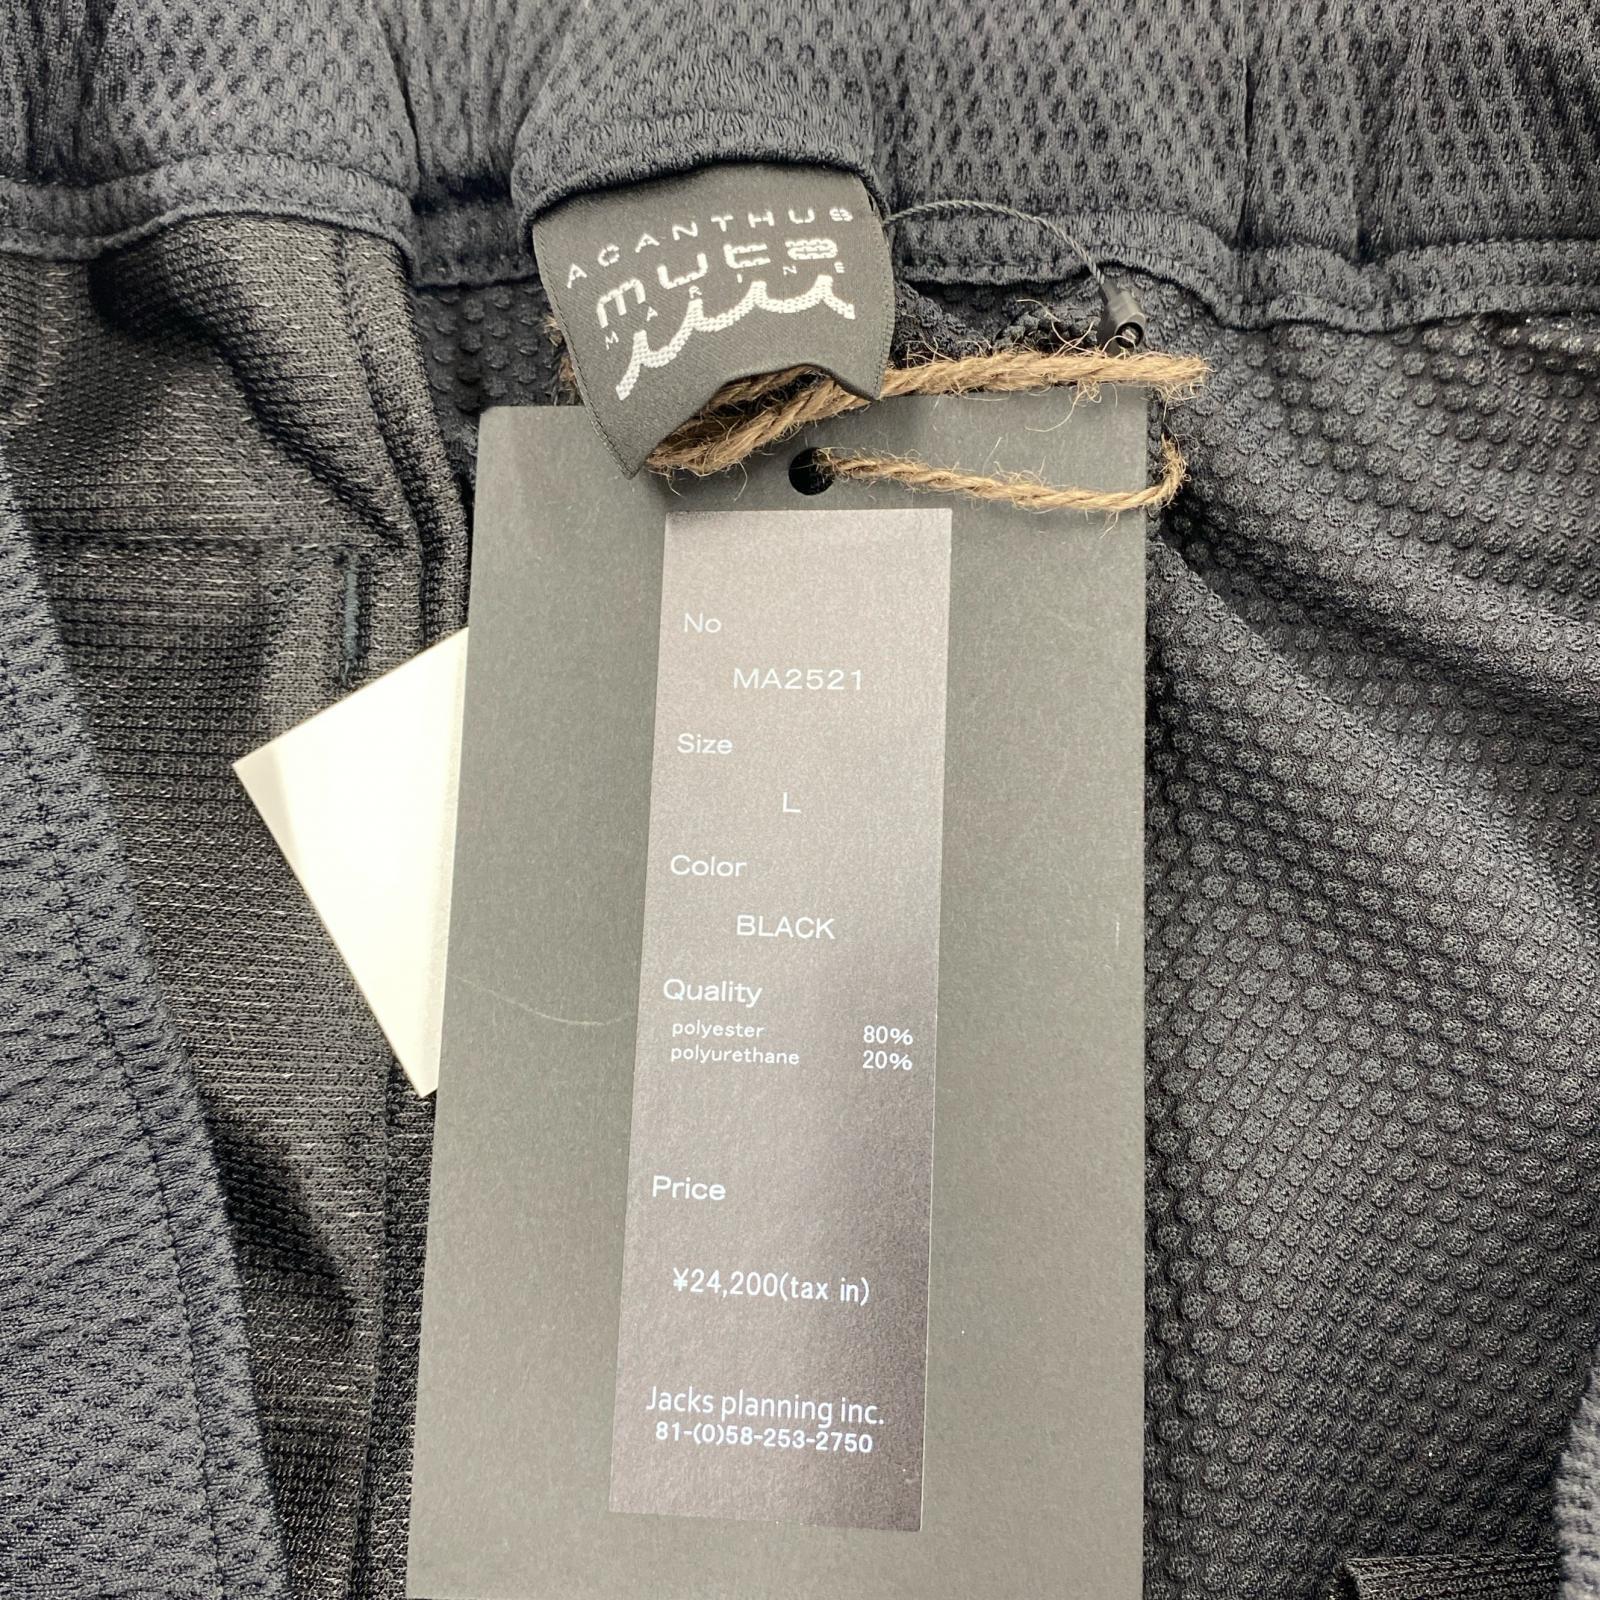 ACANTHUS
muta
MARINE
No
MA2521
Size
L
Color
BLACK
Quality
polyester 80%
polyurethane 20%
Price
¥24,200(tax in)
Jacks planning inc.
81-(0)58-253-2750